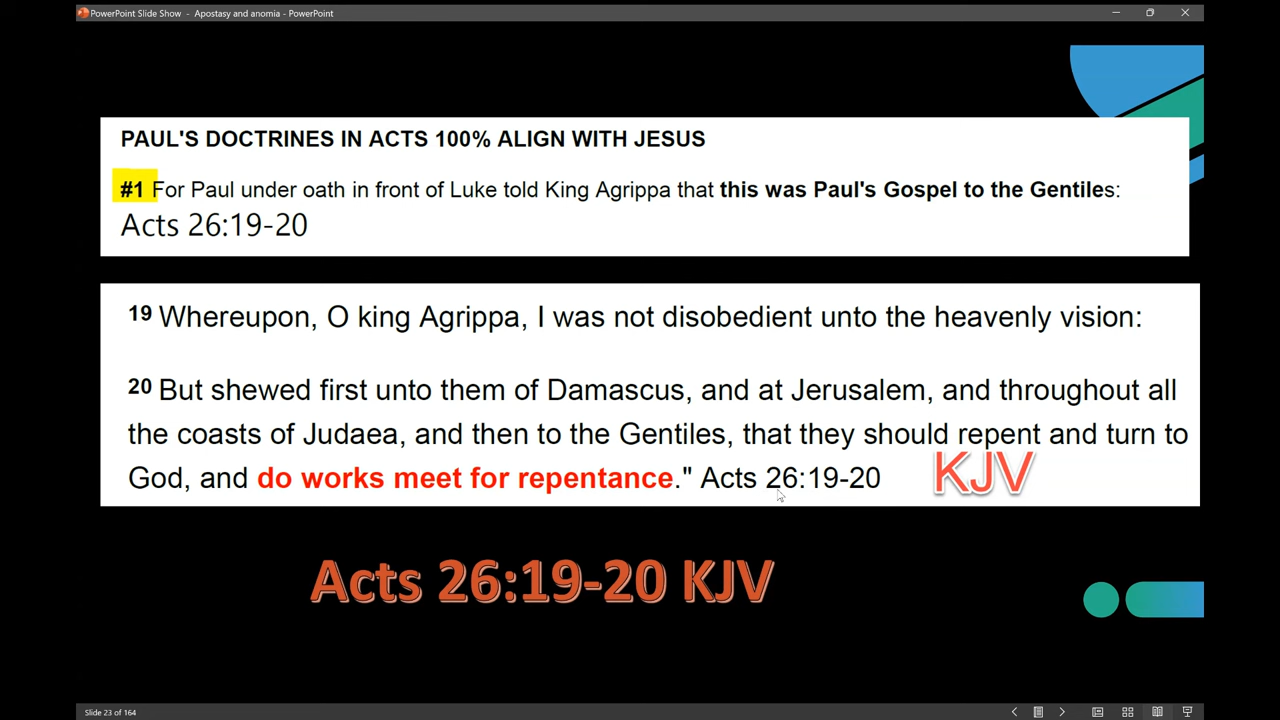 PowerPoint Slide Show - Apostasy and anomia - PowerPoint
PAUL'S DOCTRINES IN ACTS 100% ALIGN WITH JESUS
#1 For Paul under oath in front of Luke told King Agrippa that this was Paul's Gospel to the Gentiles:
Acts 26:19-20
19 Whereupon, O king Agrippa, I was not disobedient unto the heavenly vision:
20 But shewed first unto them of Damascus, and at Jerusalem, and throughout all
the coasts of Judaea, and then to the Gentiles, that they should repent and turn to
God, and do works meet for repentance." Acts 26:19-20 KJV
Acts 26:19-20 KJV
Slide 23 of 164